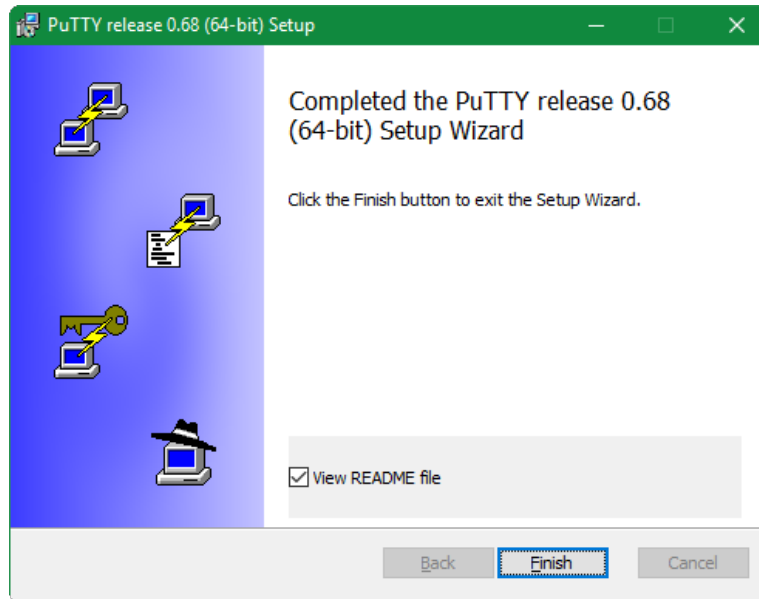 PuTTY release 0.68 (64-bit) Setup
Completed the PuTTY release 0.68
(64-bit) Setup Wizard
Click the Finish button to exit the Setup Wizard.
View README file
Back Finish Cancel